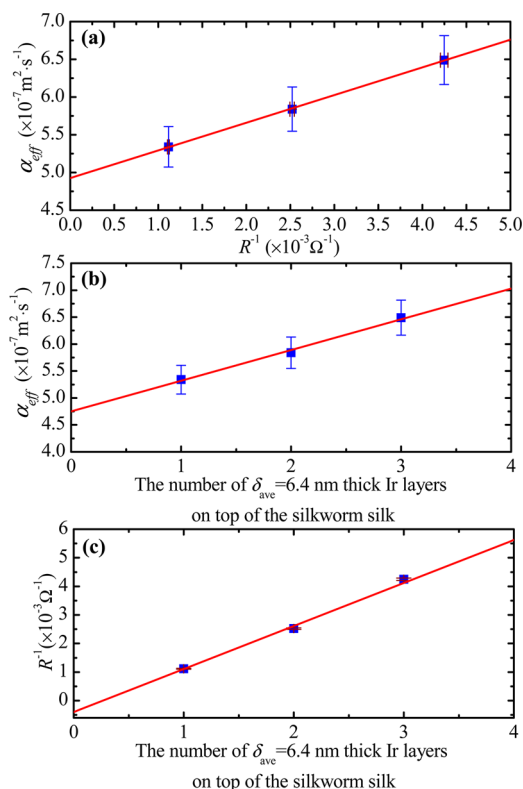 (a)
α_eff (×10⁻⁷m²·s⁻¹)
7.0
6.5
6.0
5.5
5.0
4.5
0.0 0.5 1.0 1.5 2.0 2.5 3.0 3.5 4.0 4.5 5.0
R⁻¹ (×10⁻³Ω⁻¹)
(b)
α_eff (×10⁻⁷m²·s⁻¹)
7.5
7.0
6.5
6.0
5.5
5.0
4.5
4.0
0 1 2 3 4
The number of δ_ave=6.4 nm thick Ir layers
on top of the silkworm silk
(c)
R⁻¹(×10⁻³Ω⁻¹)
6
5
4
3
2
1
0
0 1 2 3 4
The number of δ_ave=6.4 nm thick Ir layers
on top of the silkworm silk